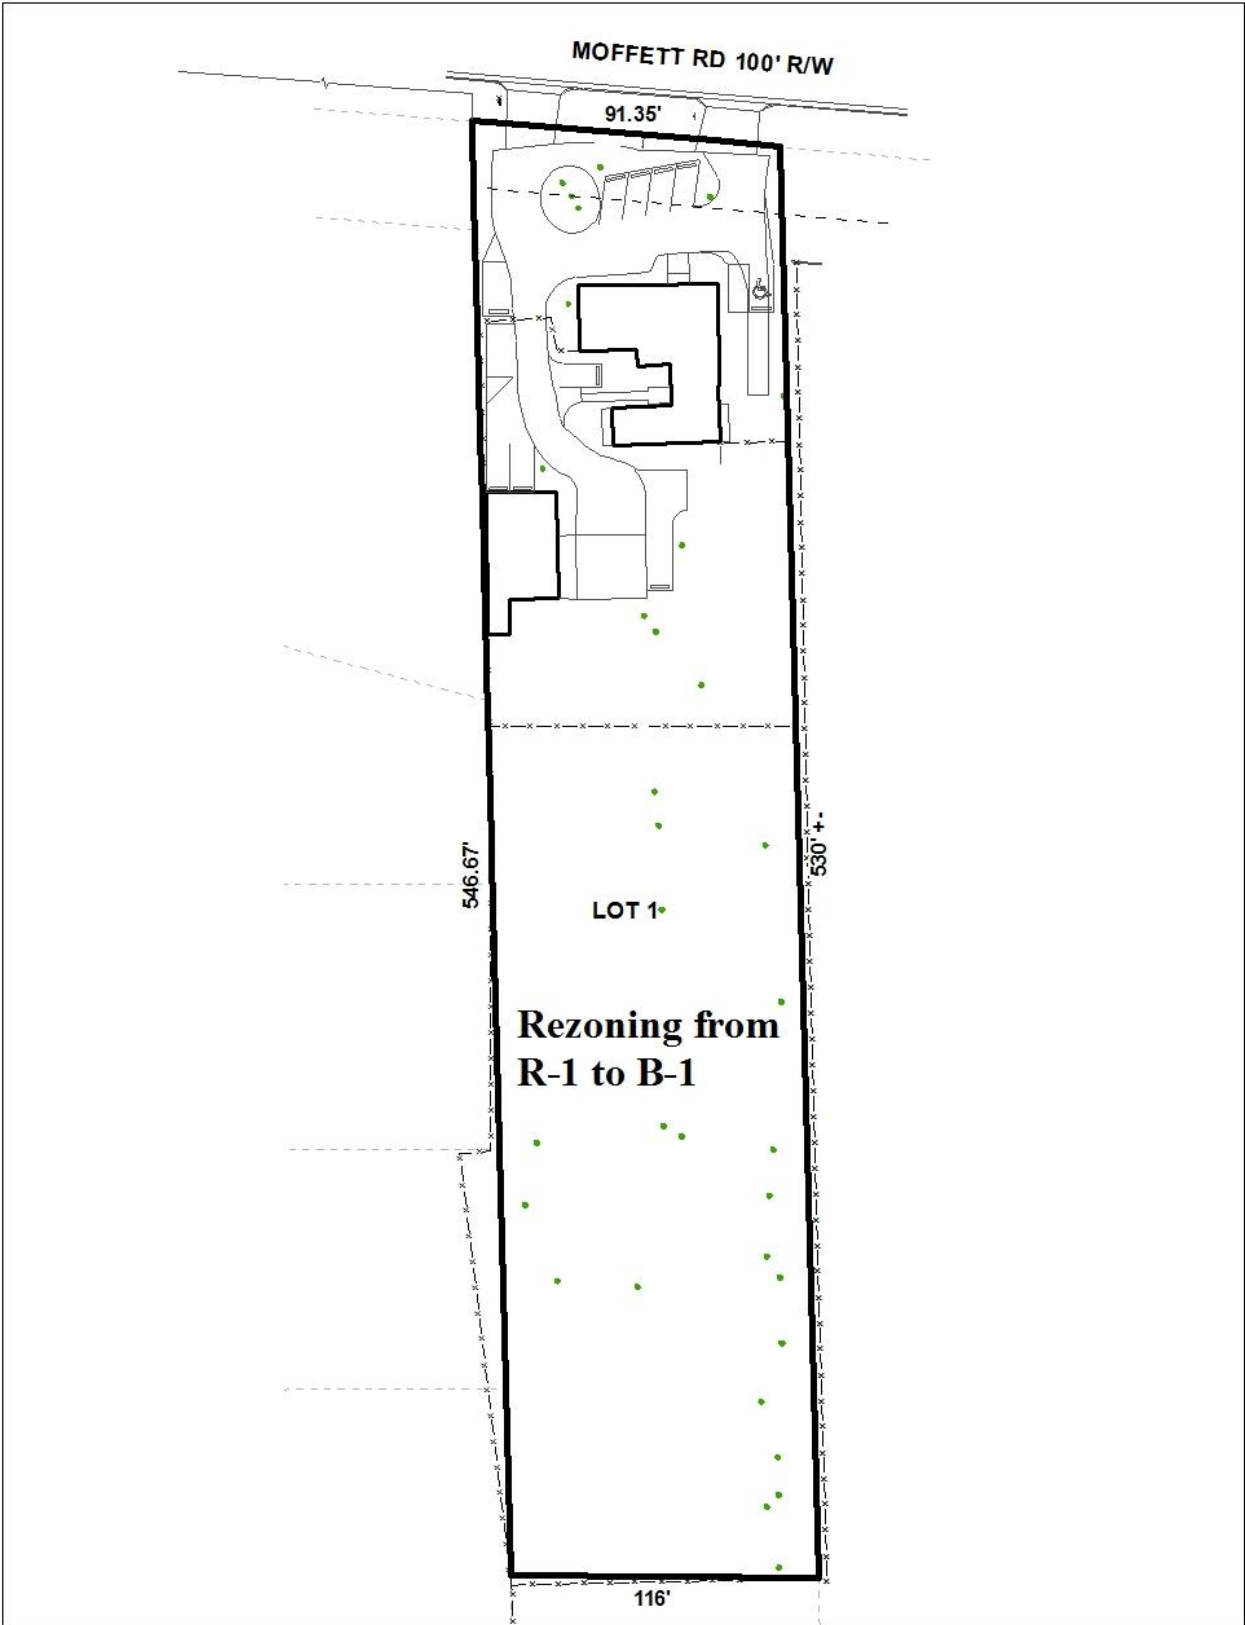 MOFFETT RD 100' R/W
91.35'
546.67'
530' +-
LOT 1
Rezoning from
R-1 to B-1
116'